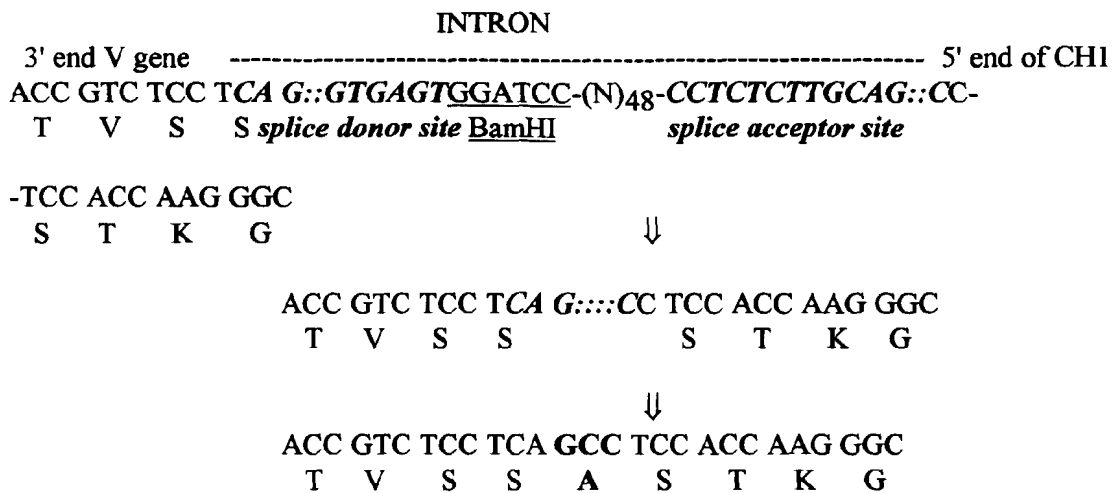 INTRON
3' end V gene ------------------------------------------------------------ 5' end of CH1
ACC GTC TCC TCA G::GTGAGTGGATCC-(N)48-CCTCTCTTGCAG::CC-
T V S S splice donor site BamHI splice acceptor site
-TCC ACC AAG GGC
S T K G
⇓
ACC GTC TCC TCA G::::CC TCC ACC AAG GGC
T V S S S T K G
⇓
ACC GTC TCC TCA GCC TCC ACC AAG GGC
T V S S A S T K G